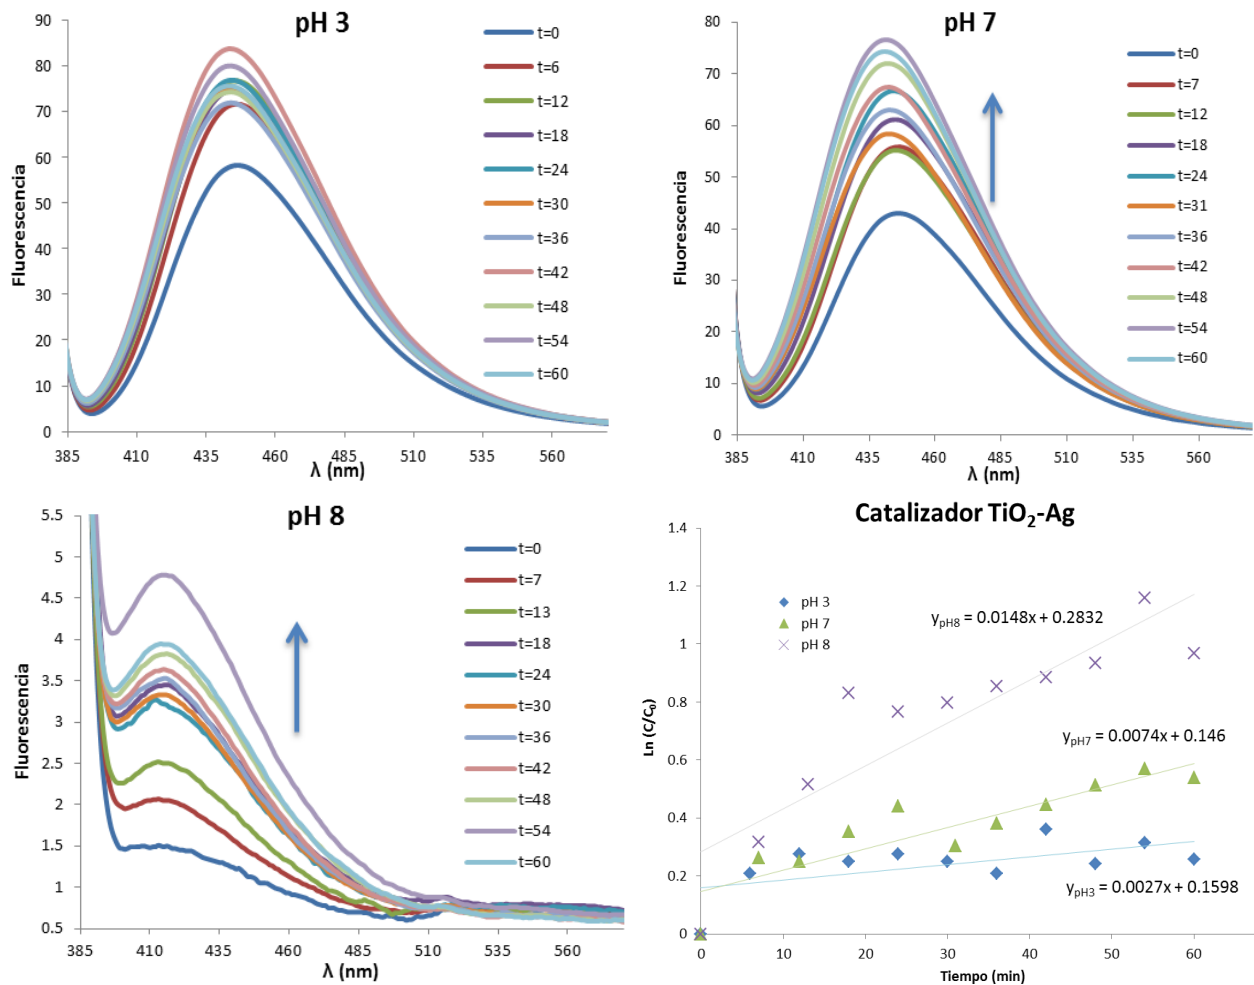 pH 3
90
80
70
60
50
40
30
20
10
0
Fluorescencia
385
410
435
460
485
510
535
560
λ (nm)
t=0
t=6
t=12
t=18
t=24
t=30
t=36
t=42
t=48
t=54
t=60
pH 7
80
70
60
50
40
30
20
10
0
Fluorescencia
385
410
435
460
485
510
535
560
λ (nm)
t=0
t=7
t=12
t=18
t=24
t=31
t=36
t=42
t=48
t=54
t=60
pH 8
5.5
5
4.5
4
3.5
3
2.5
2
1.5
1
0.5
Fluorescencia
385
410
435
460
485
510
535
560
λ (nm)
t=0
t=7
t=13
t=18
t=24
t=30
t=36
t=42
t=48
t=54
t=60
Catalizador TiO₂-Ag
1.4
1.2
1
0.8
0.6
0.4
0.2
0
Ln (C/C₀)
0
10
20
30
40
50
60
Tiempo (min)
pH 3
pH 7
pH 8
ypH8 = 0.0148x + 0.2832
ypH7 = 0.0074x + 0.146
ypH3 = 0.0027x + 0.1598